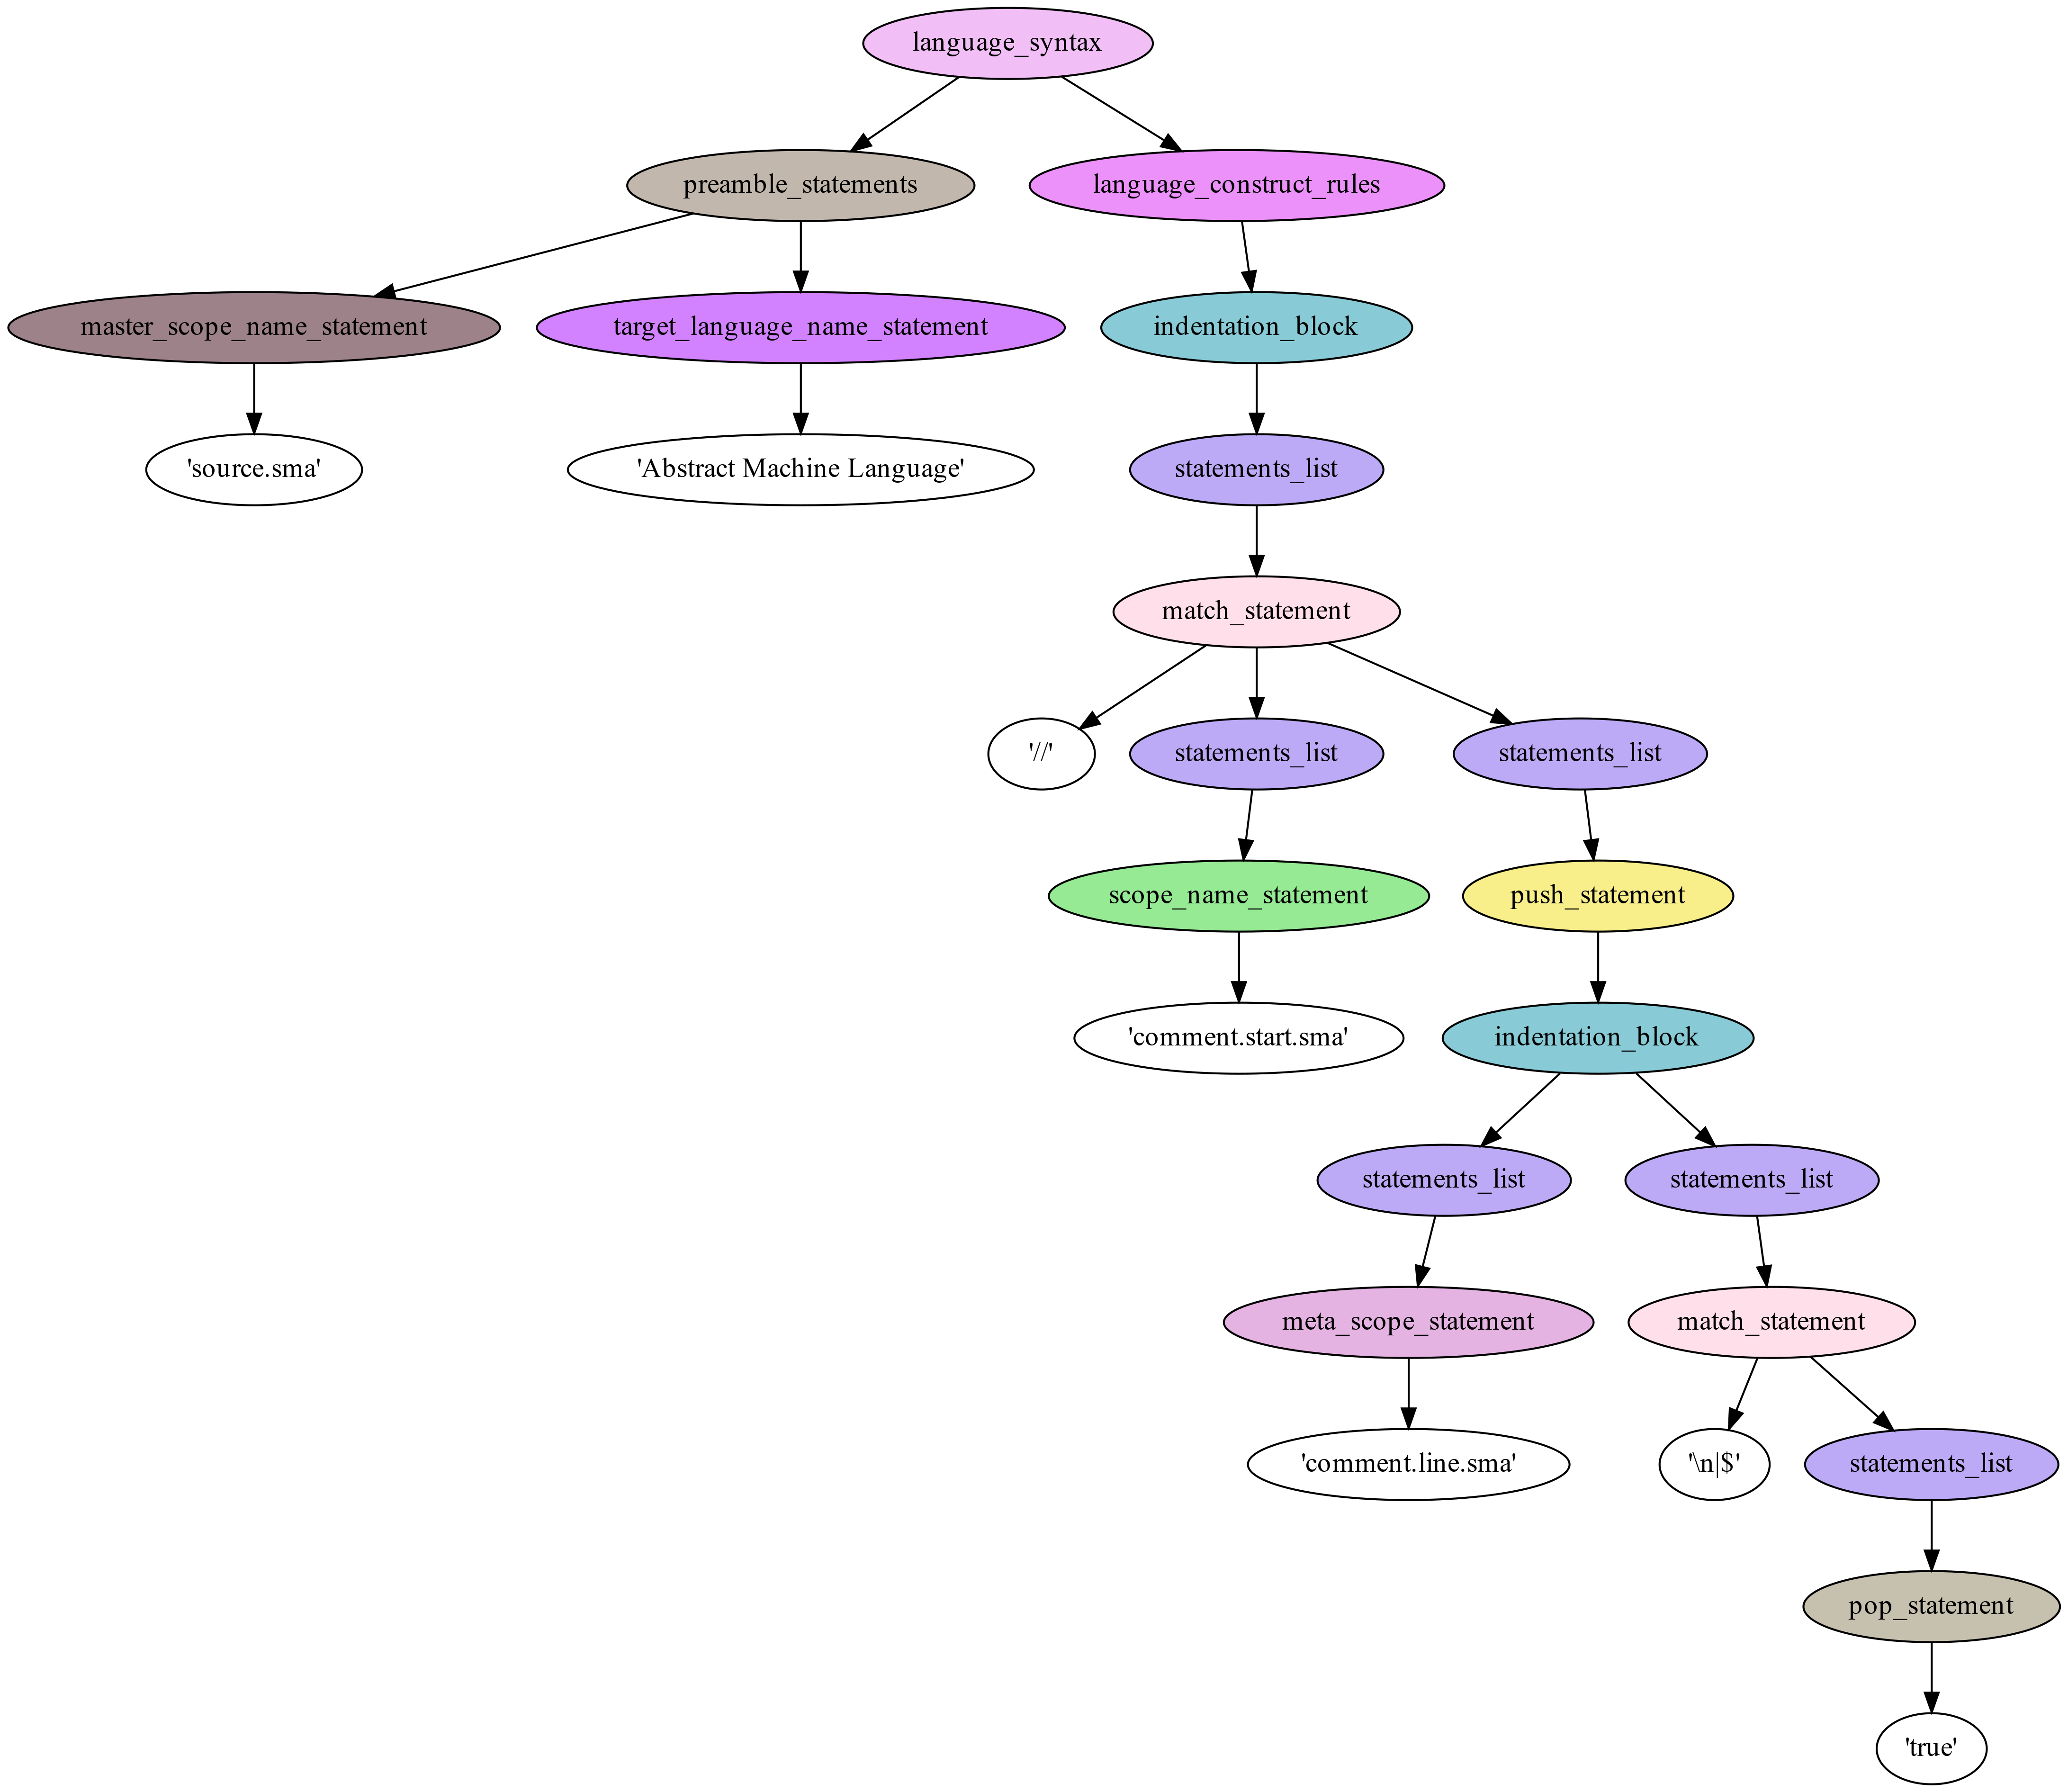 language_syntax
preamble_statements
language_construct_rules
master_scope_name_statement
target_language_name_statement
indentation_block
'source.sma'
'Abstract Machine Language'
statements_list
match_statement
'//'
statements_list
statements_list
scope_name_statement
push_statement
'comment.start.sma'
indentation_block
statements_list
statements_list
meta_scope_statement
match_statement
'comment.line.sma'
'\n|$'
statements_list
pop_statement
'true'